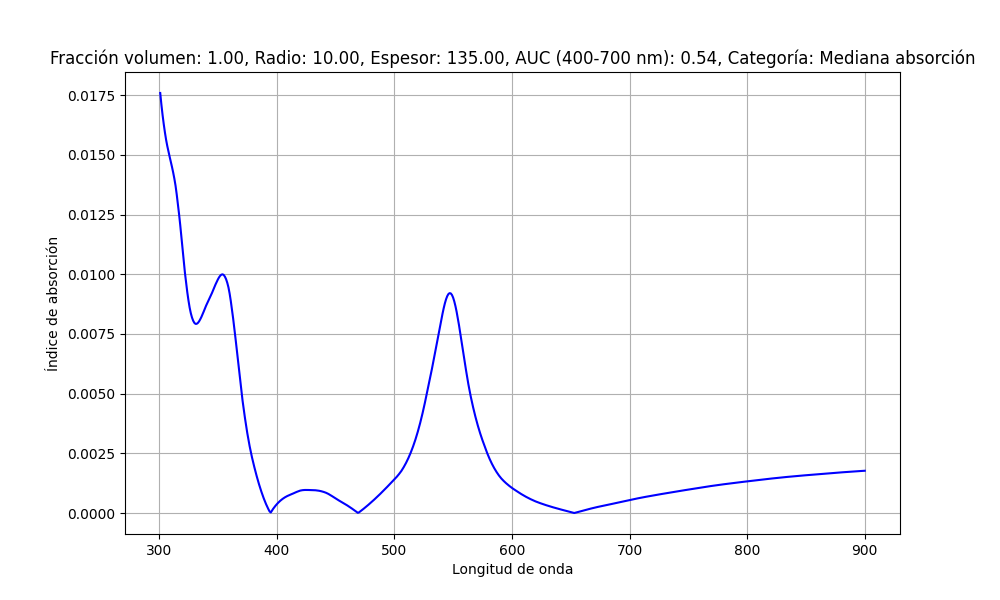 Fracción volumen: 1.00, Radio: 10.00, Espesor: 135.00, AUC (400-700 nm): 0.54, Categoría: Mediana absorción
0.0175
0.0150
0.0125
0.0100
0.0075
0.0050
0.0025
0.0000
Índice de absorción
300 400 500 600 700 800 900
Longitud de onda